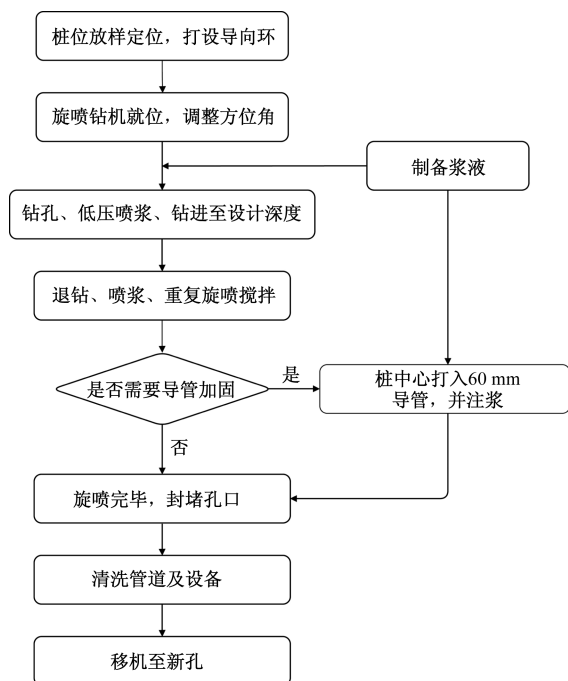 桩位放样定位，打设导向环
旋喷钻机就位，调整方位角
制备浆液
钻孔、低压喷浆、钻进至设计深度
退钻、喷浆、重复旋喷搅拌
是否需要导管加固
是
桩中心打入60 mm
导管，并注浆
否
旋喷完毕，封堵孔口
清洗管道及设备
移机至新孔